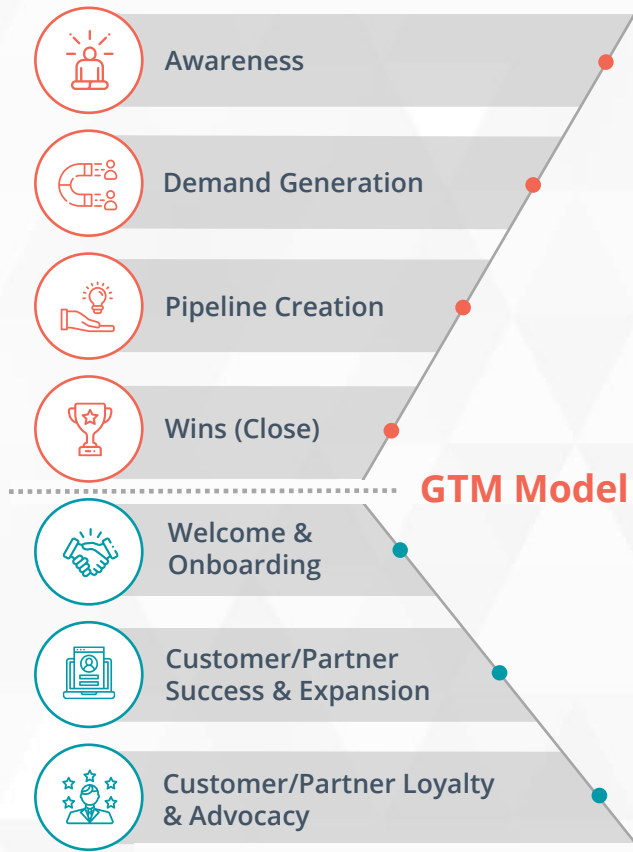 Awareness
Demand Generation
Pipeline Creation
Wins (Close)
GTM Model
Welcome &
Onboarding
Customer/Partner
Success & Expansion
Customer/Partner Loyalty
& Advocacy